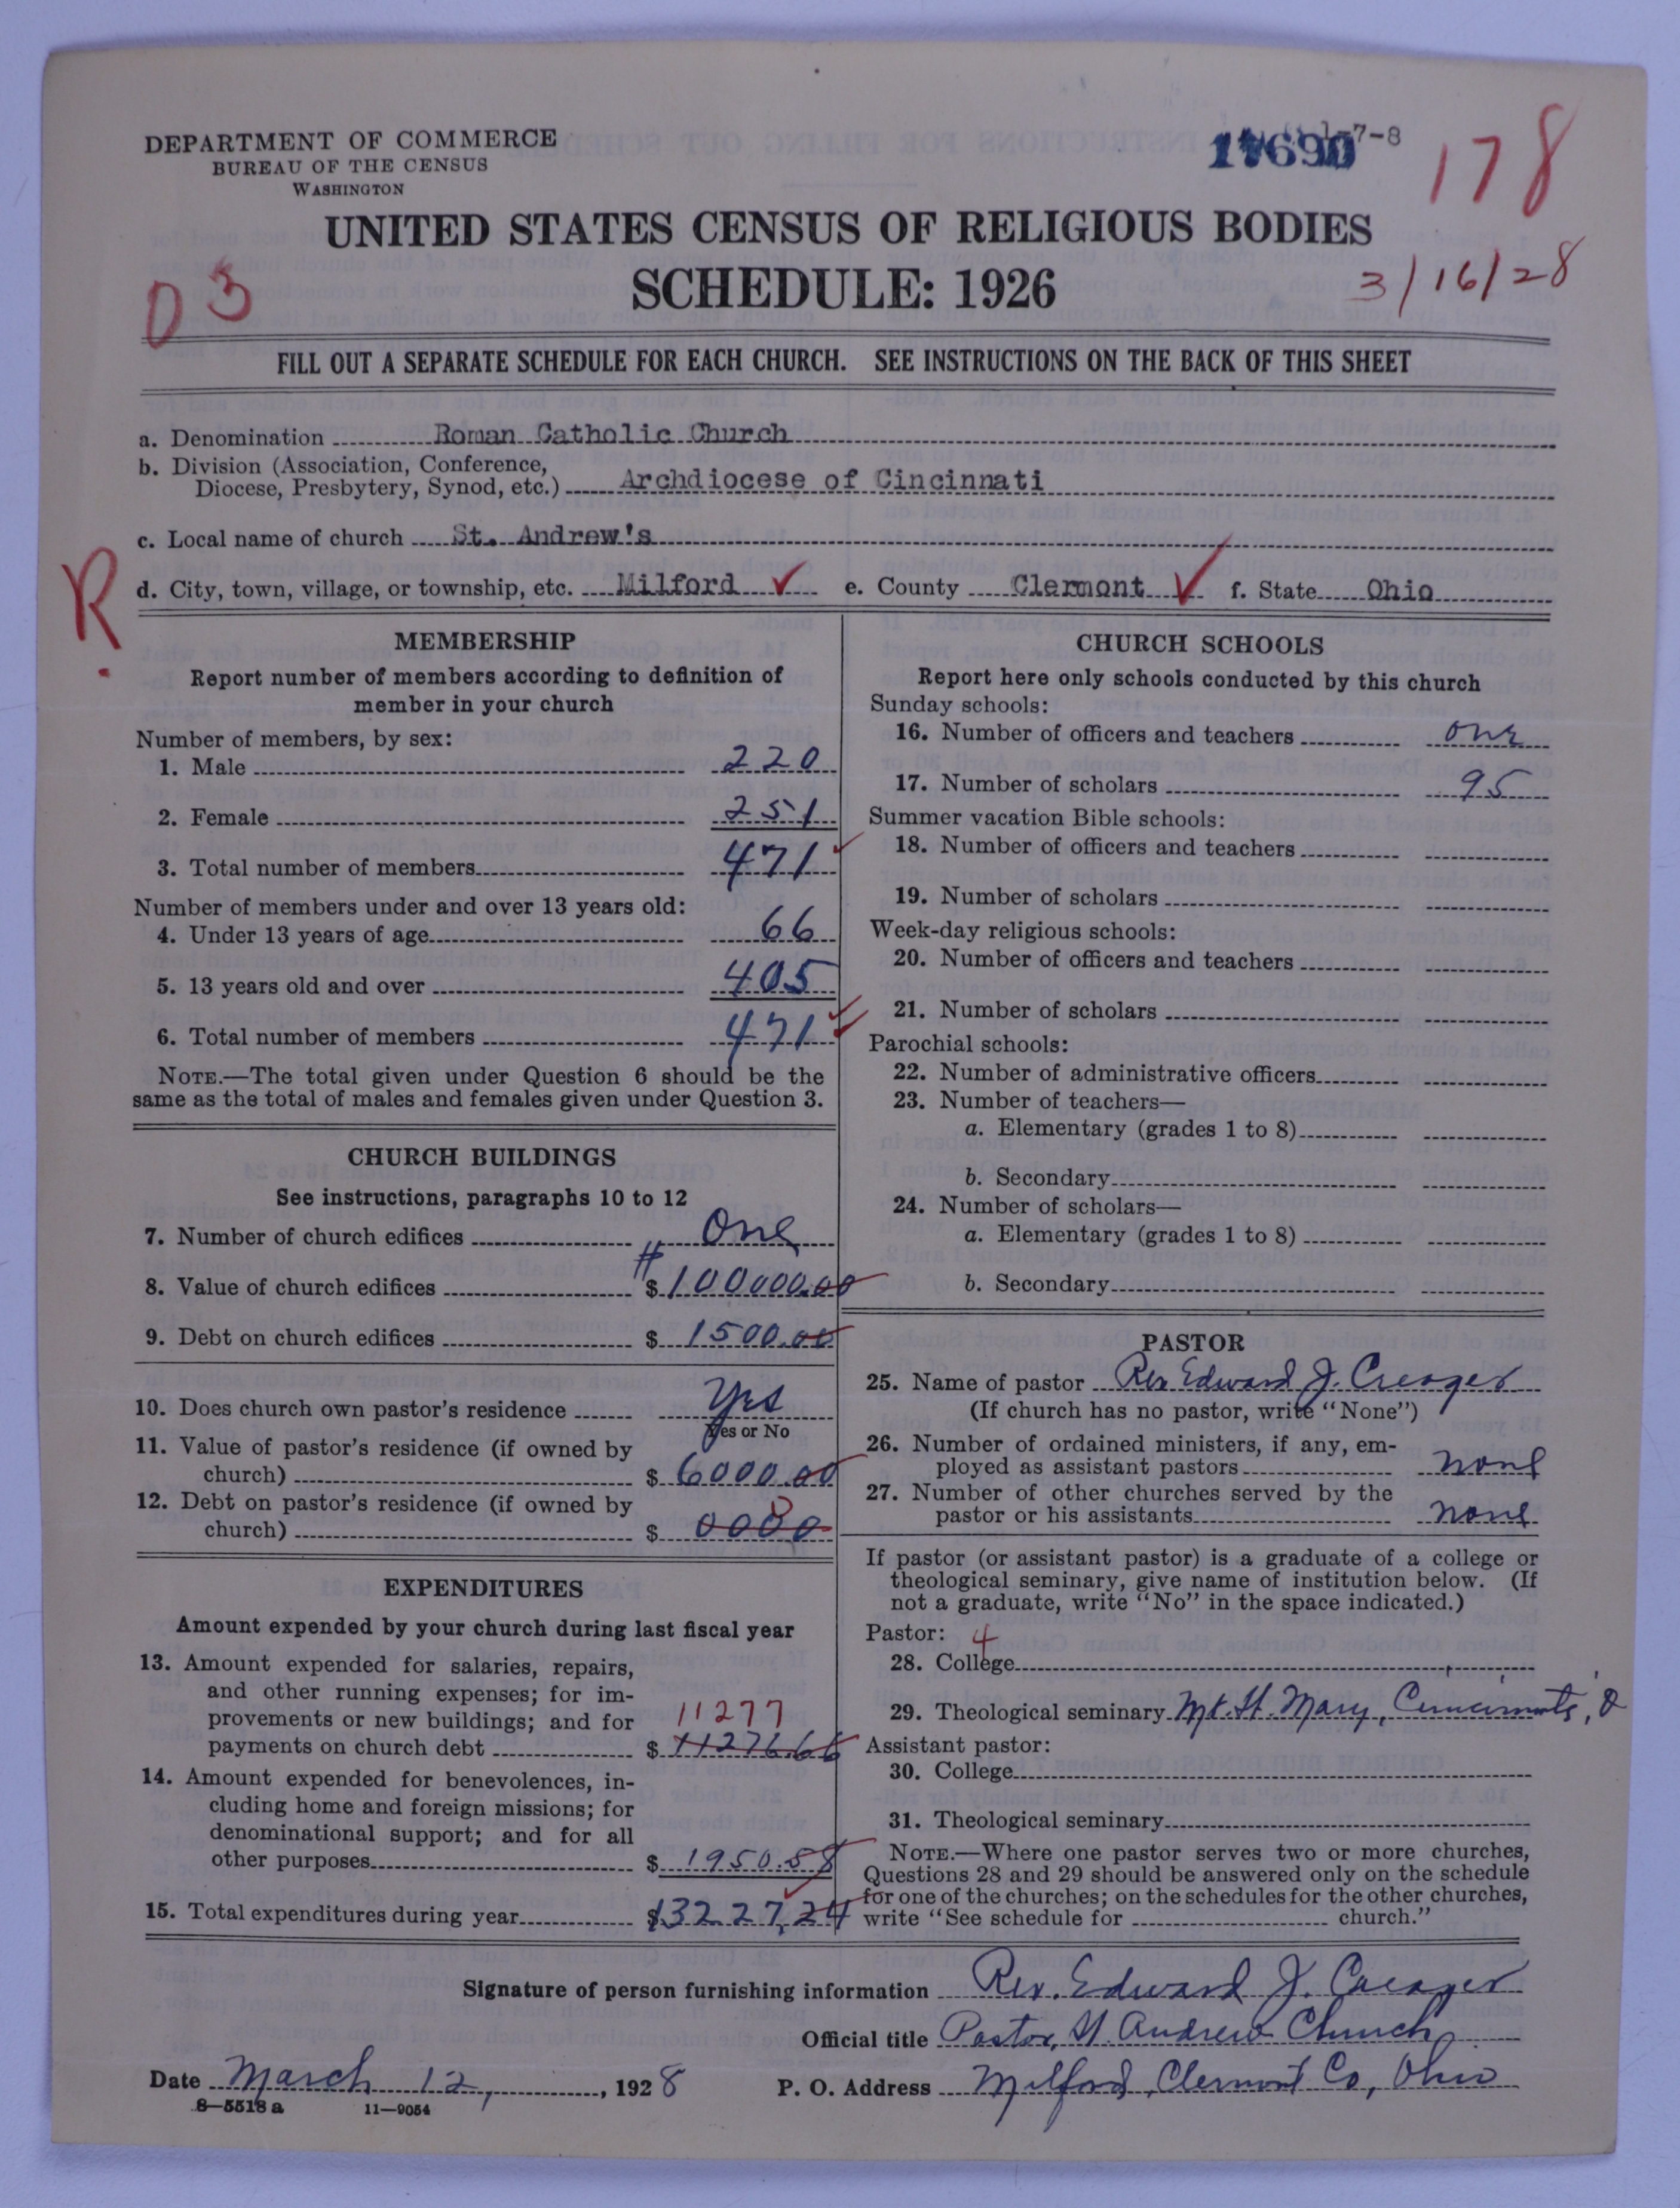 DEPARTMENT OF COMMERCE
BUREAU OF THE CENSUS
WASHINGTON
1-7-8
178
UNITED STATES CENSUS OF RELIGIOUS BODIES
SCHEDULE: 1926
3/16/28
03
FILL OUT A SEPARATE SCHEDULE FOR EACH CHURCH. SEE INSTRUCTIONS ON THE BACK OF THIS SHEET
a. Denomination Roman Catholic Church
b. Division (Association, Conference,
Diocese, Presbytery, Synod, etc.) Archdiocese of Cincinnati
c. Local name of church St. Andrew's
R.
d. City, town, village, or township, etc. Milford ✓ e. County Clermont ✓ f. State Ohio
MEMBERSHIP
Report number of members according to definition of
member in your church
Number of members, by sex:
1. Male 220
2. Female 251
3. Total number of members 471 ✓
Number of members under and over 13 years old:
4. Under 13 years of age 66
5. 13 years old and over 405
6. Total number of members 471 ✓✓
NOTE.—The total given under Question 6 should be the
same as the total of males and females given under Question 3.
CHURCH BUILDINGS
See instructions, paragraphs 10 to 12
7. Number of church edifices One
8. Value of church edifices $ 100000.00
9. Debt on church edifices $ 1500.00
10. Does church own pastor's residence Yes
Yes or No
11. Value of pastor's residence (if owned by
church) $ 6000.00
12. Debt on pastor's residence (if owned by
church) $ 0000
0
EXPENDITURES
Amount expended by your church during last fiscal year
13. Amount expended for salaries, repairs,
and other running expenses; for im-
provements or new buildings; and for 11277
payments on church debt $ 11276.66
14. Amount expended for benevolences, in-
cluding home and foreign missions; for
denominational support; and for all
other purposes $ 1950.58
15. Total expenditures during year $ 13227.24
CHURCH SCHOOLS
Report here only schools conducted by this church
Sunday schools:
16. Number of officers and teachers one
17. Number of scholars 95
Summer vacation Bible schools:
18. Number of officers and teachers
19. Number of scholars
Week-day religious schools:
20. Number of officers and teachers
21. Number of scholars
Parochial schools:
22. Number of administrative officers
23. Number of teachers—
a. Elementary (grades 1 to 8)
b. Secondary
24. Number of scholars—
a. Elementary (grades 1 to 8)
b. Secondary
PASTOR
25. Name of pastor Rev Edward J. Creager
(If church has no pastor, write "None")
26. Number of ordained ministers, if any, em-
ployed as assistant pastors none
27. Number of other churches served by the
pastor or his assistants none
If pastor (or assistant pastor) is a graduate of a college or
theological seminary, give name of institution below. (If
not a graduate, write "No" in the space indicated.)
Pastor: 4
28. College
29. Theological seminary Mt. St. Mary, Cincinnati, O
Assistant pastor:
30. College
31. Theological seminary
NOTE.—Where one pastor serves two or more churches,
Questions 28 and 29 should be answered only on the schedule
for one of the churches; on the schedules for the other churches,
write "See schedule for church."
Signature of person furnishing information Rev. Edward J. Creager
Official title Pastor, St. Andrew Church
Date March 12, 1928 P. O. Address Milford, Clermont Co, Ohio
8—5518 a 11—9054